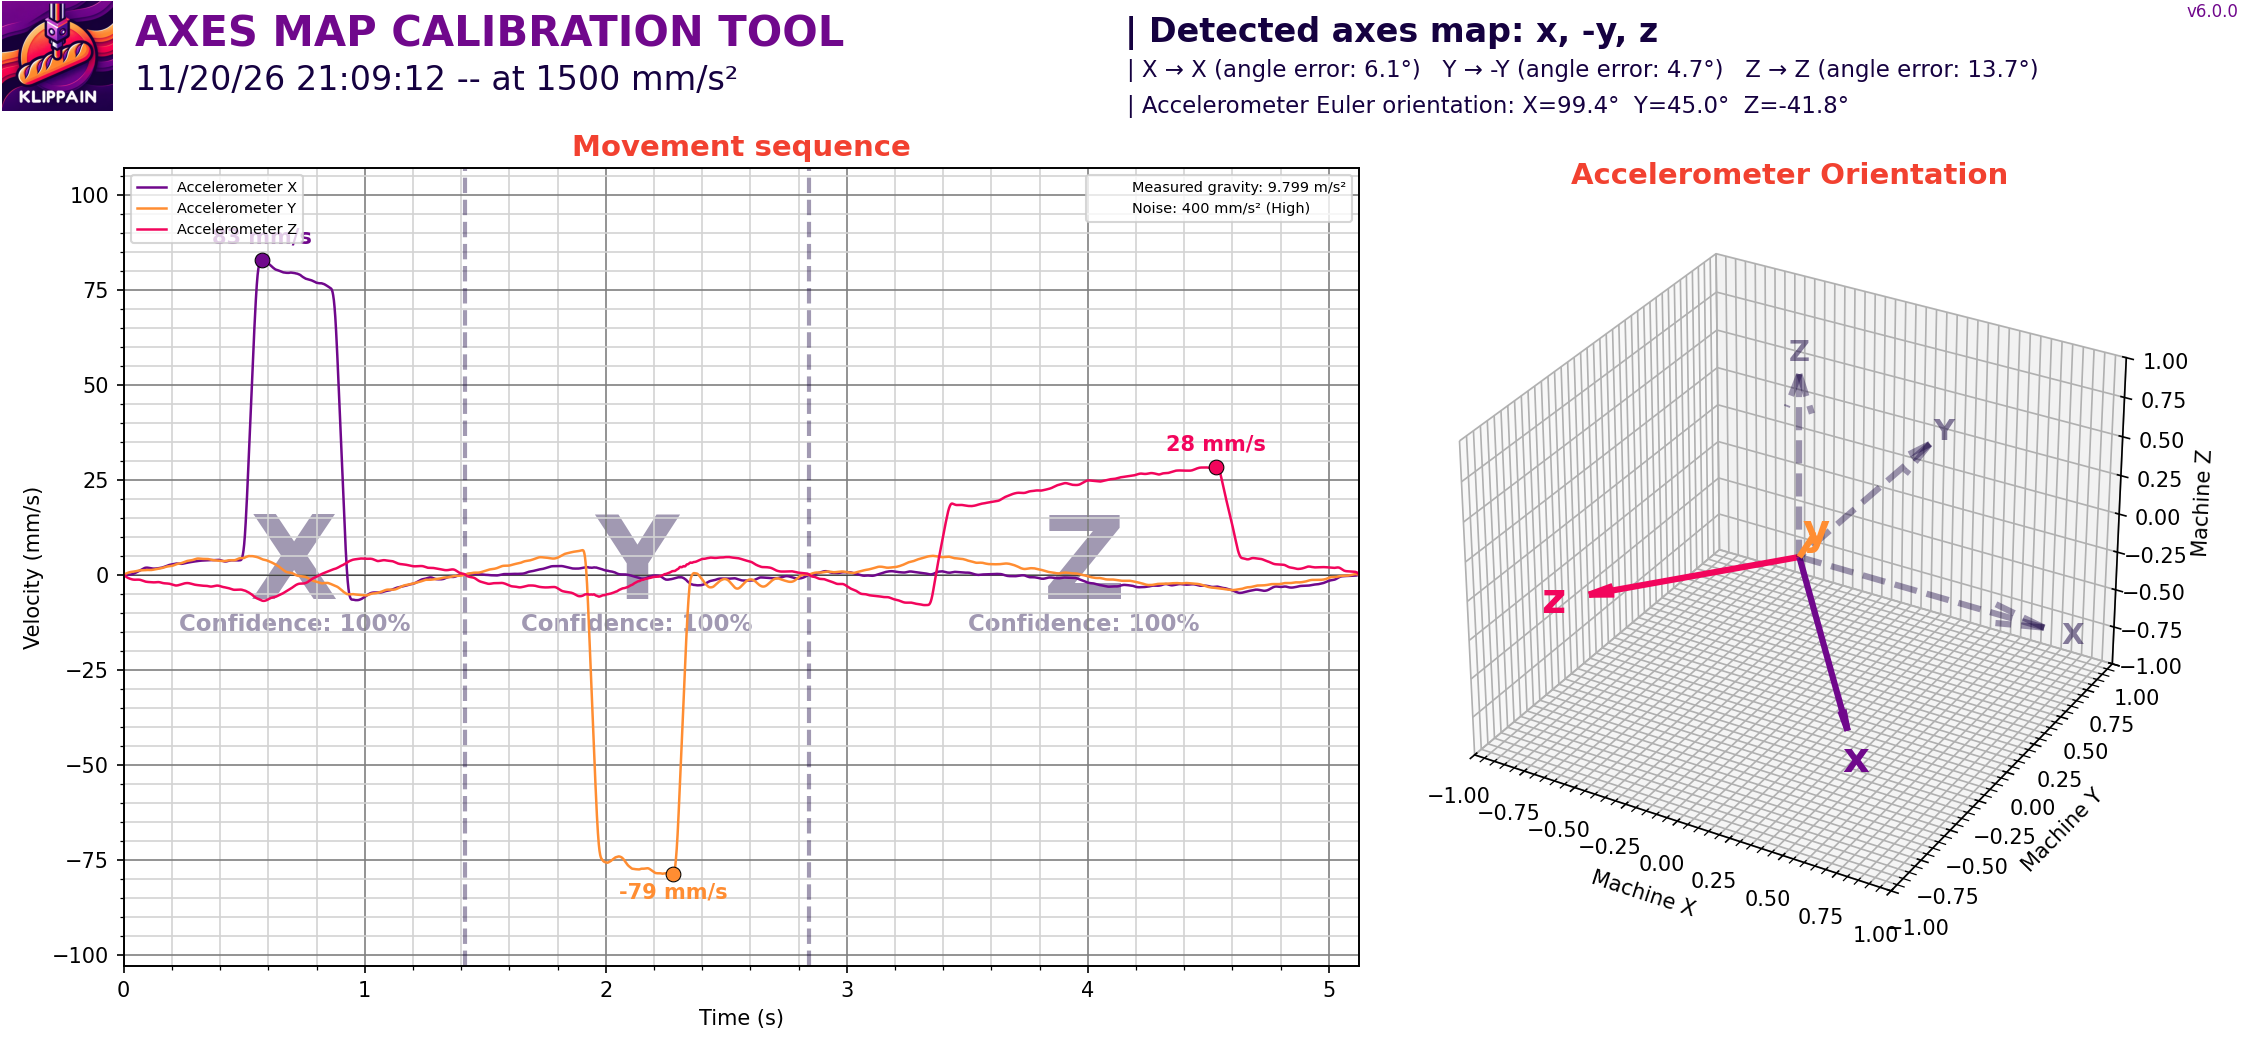 KLIPPAIN
AXES MAP CALIBRATION TOOL
11/20/26 21:09:12 -- at 1500 mm/s²
| Detected axes map: x, -y, z
| X → X (angle error: 6.1°)   Y → -Y (angle error: 4.7°)   Z → Z (angle error: 13.7°)
| Accelerometer Euler orientation: X=99.4°  Y=45.0°  Z=-41.8°
v6.0.0
Movement sequence
Accelerometer X
Accelerometer Y
Accelerometer Z
Measured gravity: 9.799 m/s²
Noise: 400 mm/s² (High)
83 mm/s
28 mm/s
-79 mm/s
X
Y
Z
Confidence: 100%
Confidence: 100%
Confidence: 100%
100
75
50
25
0
−25
−50
−75
−100
Velocity (mm/s)
0
1
2
3
4
5
Time (s)
Accelerometer Orientation
Z
Y
X
y
z
x
1.00
0.75
0.50
0.25
0.00
−0.25
−0.50
−0.75
−1.00
Machine Z
1.00
0.75
0.50
0.25
0.00
−0.25
−0.50
−0.75
−1.00
Machine Y
−1.00
−0.75
−0.50
−0.25
0.00
0.25
0.50
0.75
1.00
Machine X